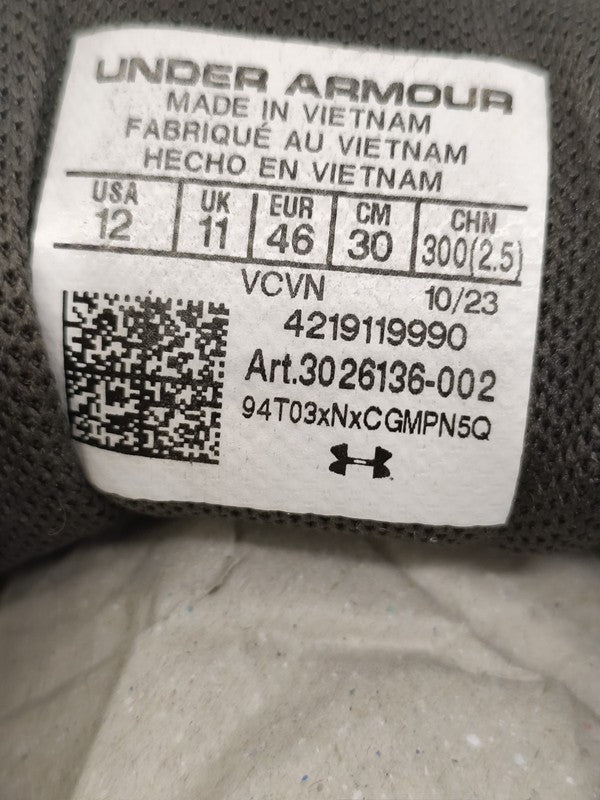 UNDER ARMOUR
MADE IN VIETNAM
FABRIQUÉ AU VIETNAM
HECHO EN VIETNAM
USA UK EUR CM CHN
12 11 46 30 300(2.5)
VCVN 10/23
4219119990
Art.3026136-002
94T03xNxCGMPN5Q